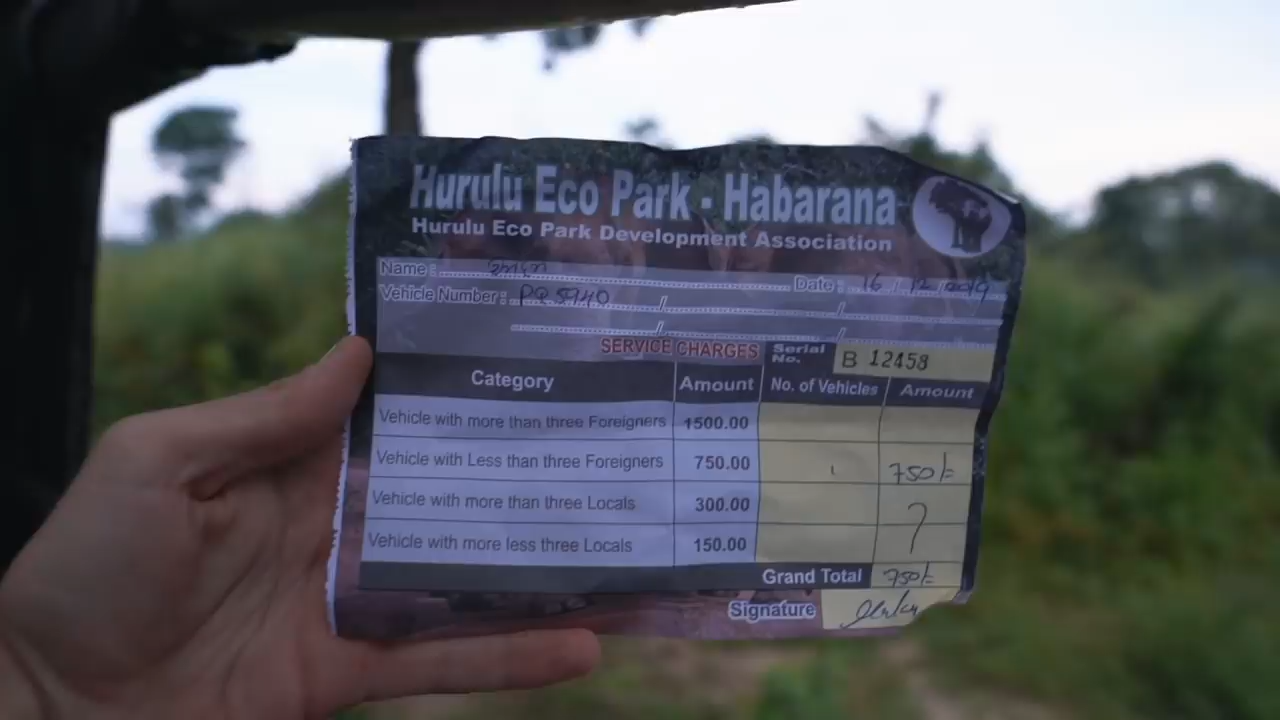 Hurulu Eco Park - Habarana
Hurulu Eco Park Development Association
Name : Date : 16 / 12 / 2019
Vehicle Number : PQ 5940 / /
/ /
SERVICE CHARGES Serial No. B 12458
Category Amount No. of Vehicles Amount
Vehicle with more than three Foreigners 1500.00
Vehicle with Less than three Foreigners 750.00 1 750/=
Vehicle with more than three Locals 300.00
Vehicle with more less three Locals 150.00
Grand Total 750/=
Signature